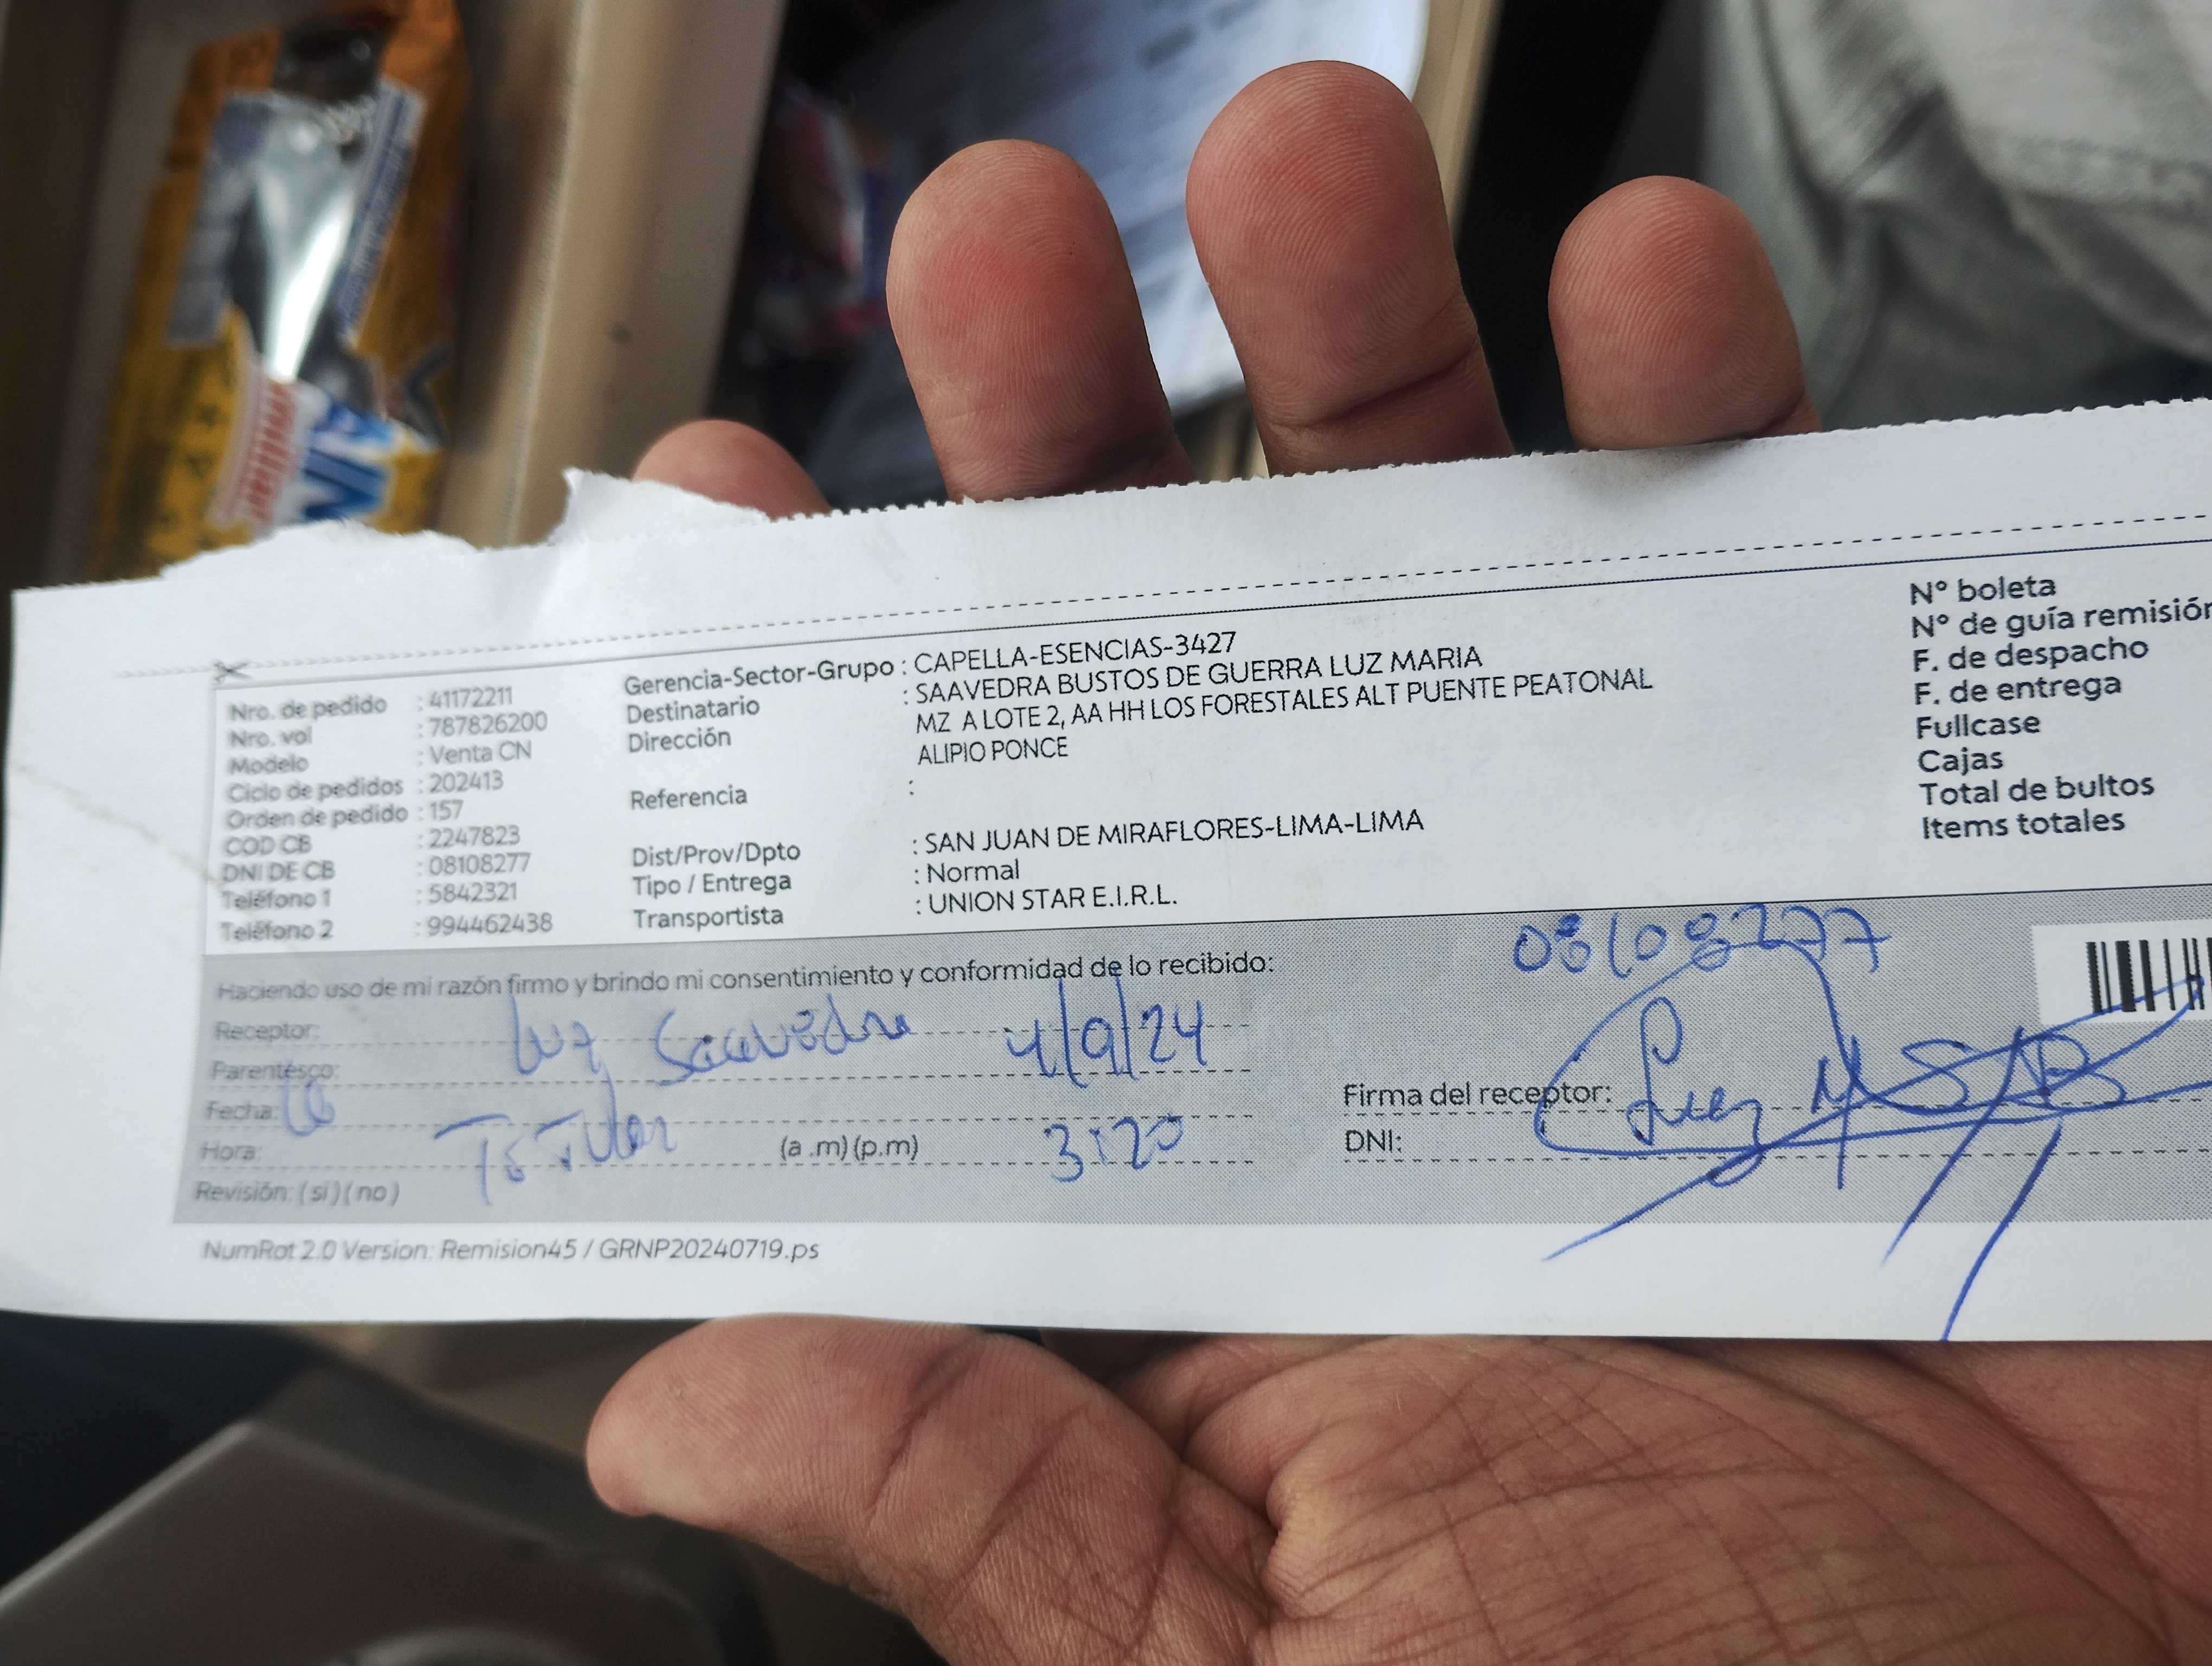 Nro. de pedido : 41172211
Nro. vol : 787826200
Modelo : Venta CN
Ciclo de pedidos : 202413
Orden de pedido : 157
COD CB : 2247823
DNI DE CB : 08108277
Teléfono 1 : 5842321
Teléfono 2 : 994462438
Gerencia-Sector-Grupo : CAPELLA-ESENCIAS-3427
Destinatario : SAAVEDRA BUSTOS DE GUERRA LUZ MARIA
Dirección MZ A LOTE 2, AA HH LOS FORESTALES ALT PUENTE PEATONAL
ALIPIO PONCE
Referencia :
Dist/Prov/Dpto : SAN JUAN DE MIRAFLORES-LIMA-LIMA
Tipo / Entrega : Normal
Transportista : UNION STAR E.I.R.L.
N° boleta
N° de guía remisión
F. de despacho
F. de entrega
Fullcase
Cajas
Total de bultos
Items totales
Haciendo uso de mi razón firmo y brindo mi consentimiento y conformidad de lo recibido:
08108277
Receptor: Luz Saavedra 4/9/24
Parentesco:
Fecha:
Hora: Titular (a .m) (p.m) 3:20
Revisión: ( si ) ( no )
Firma del receptor: Luz M S B
DNI:
NumRot 2.0 Version: Remision45 / GRNP20240719.ps